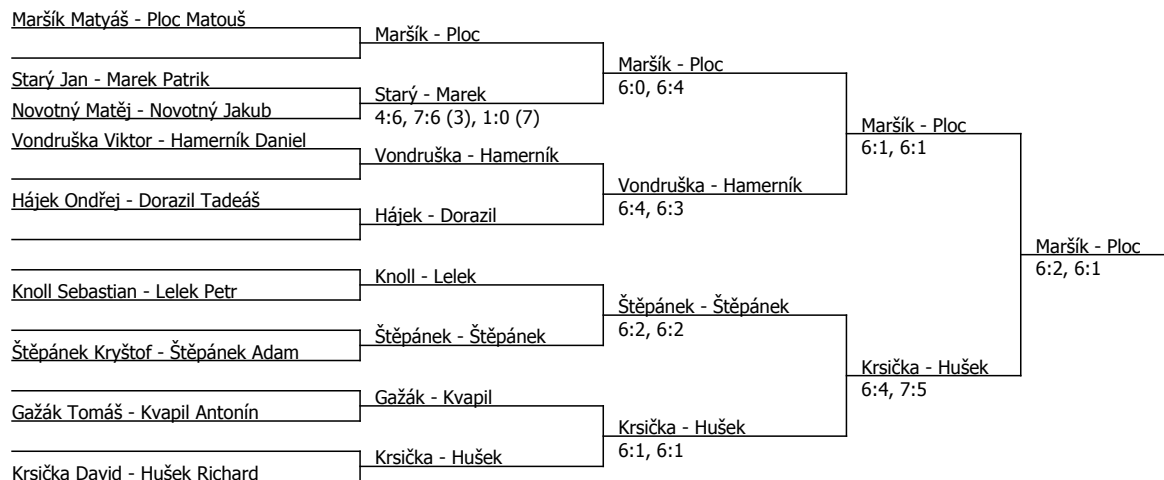 Maršík Matyáš - Ploc Matouš
Starý Jan - Marek Patrik
Novotný Matěj - Novotný Jakub
Vondruška Viktor - Hamerník Daniel
Hájek Ondřej - Dorazil Tadeáš
Knoll Sebastian - Lelek Petr
Štěpánek Kryštof - Štěpánek Adam
Gažák Tomáš - Kvapil Antonín
Krsička David - Hušek Richard
Maršík - Ploc
Starý - Marek
4:6, 7:6 (3), 1:0 (7)
Vondruška - Hamerník
Hájek - Dorazil
Knoll - Lelek
Štěpánek - Štěpánek
Gažák - Kvapil
Krsička - Hušek
Maršík - Ploc
6:0, 6:4
Vondruška - Hamerník
6:4, 6:3
Štěpánek - Štěpánek
6:2, 6:2
Krsička - Hušek
6:1, 6:1
Maršík - Ploc
6:1, 6:1
Krsička - Hušek
6:4, 7:5
Maršík - Ploc
6:2, 6:1